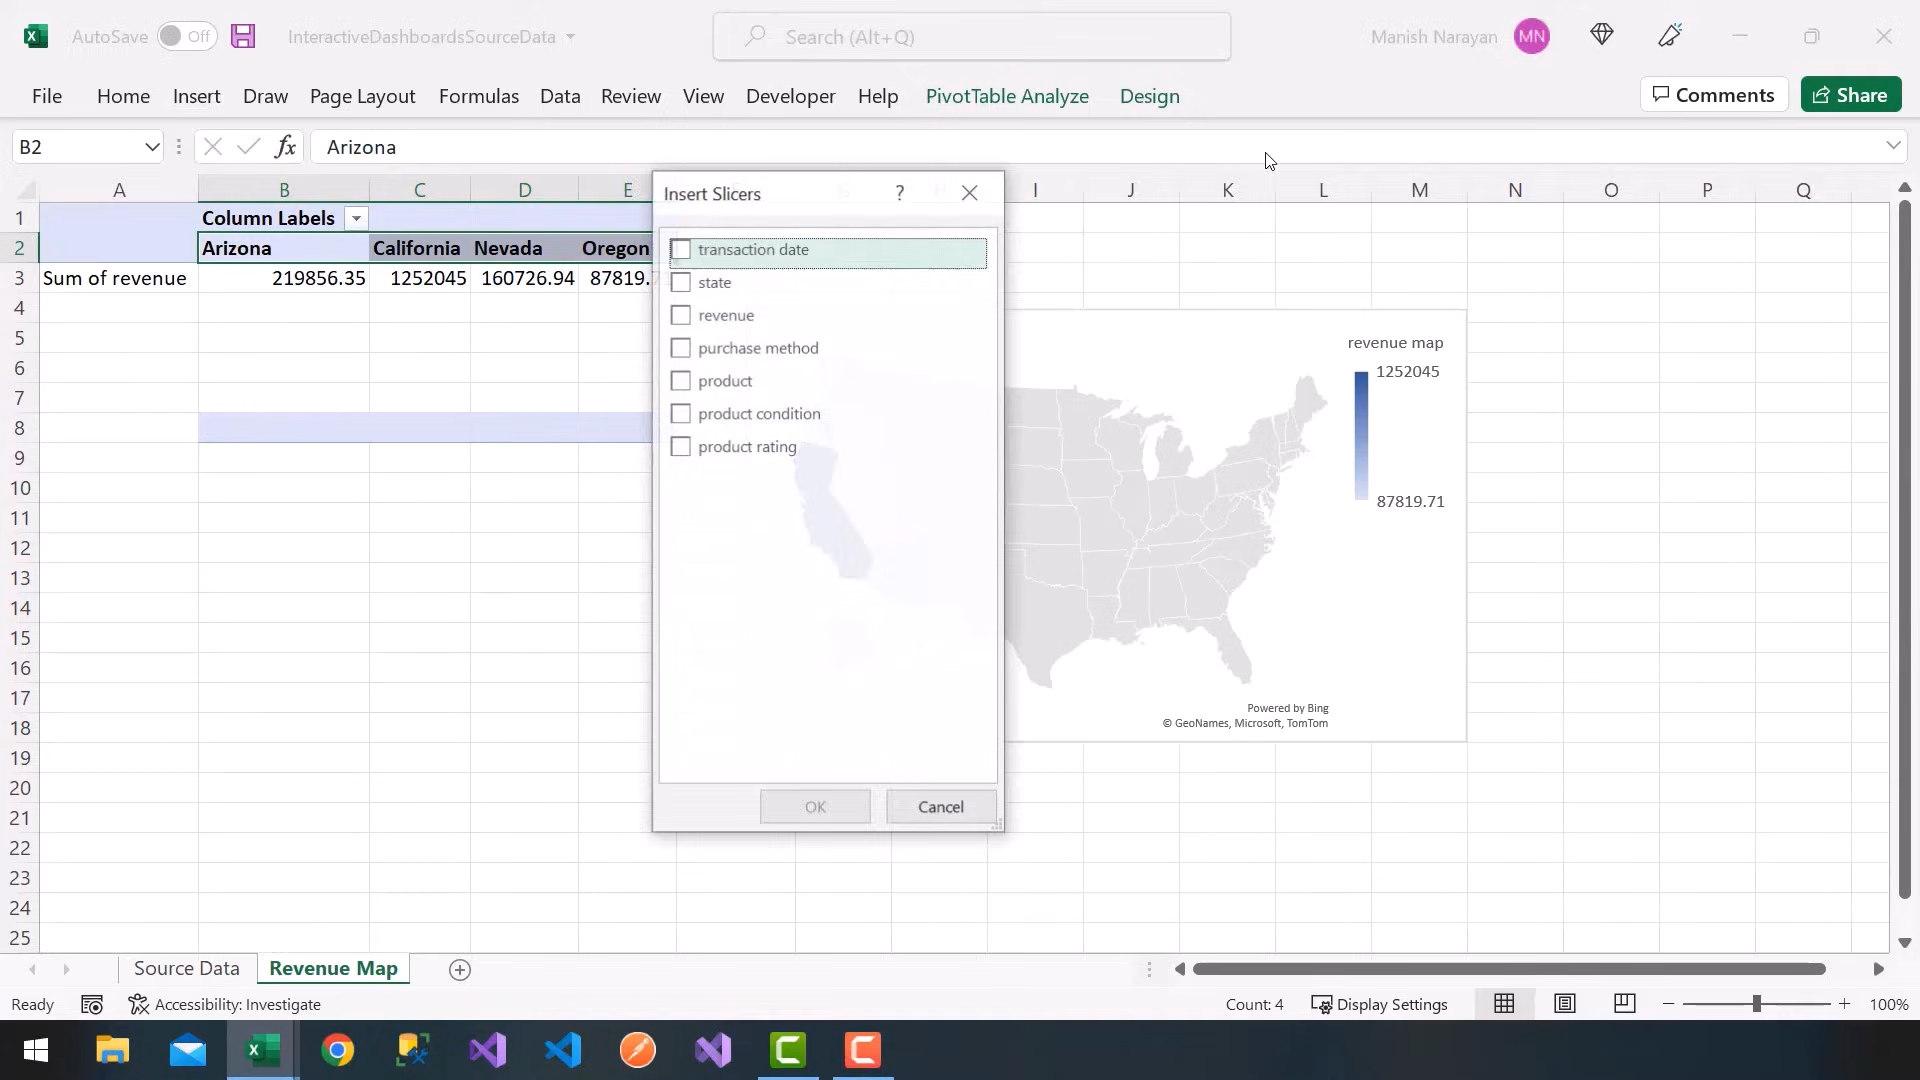 AutoSave Off InteractiveDashboardsSourceData Search (Alt+Q) Manish Narayan MN
File Home Insert Draw Page Layout Formulas Data Review View Developer Help PivotTable Analyze Design Comments Share
B2 fx Arizona
A B C D E I J K L M N O P Q
Insert Slicers ?
1 Column Labels
2 Arizona California Nevada Oregon
3 Sum of revenue 219856.35 1252045 160726.94 87819.
4
5
6
7
8
9
10
11
12
13
14
15
16
17
18
19
20
21
22
23
24
25
transaction date
state
revenue
purchase method
product
product condition
product rating
OK Cancel
revenue map
1252045
87819.71
Powered by Bing
© GeoNames, Microsoft, TomTom
Source Data Revenue Map
Ready Accessibility: Investigate Count: 4 Display Settings 100%